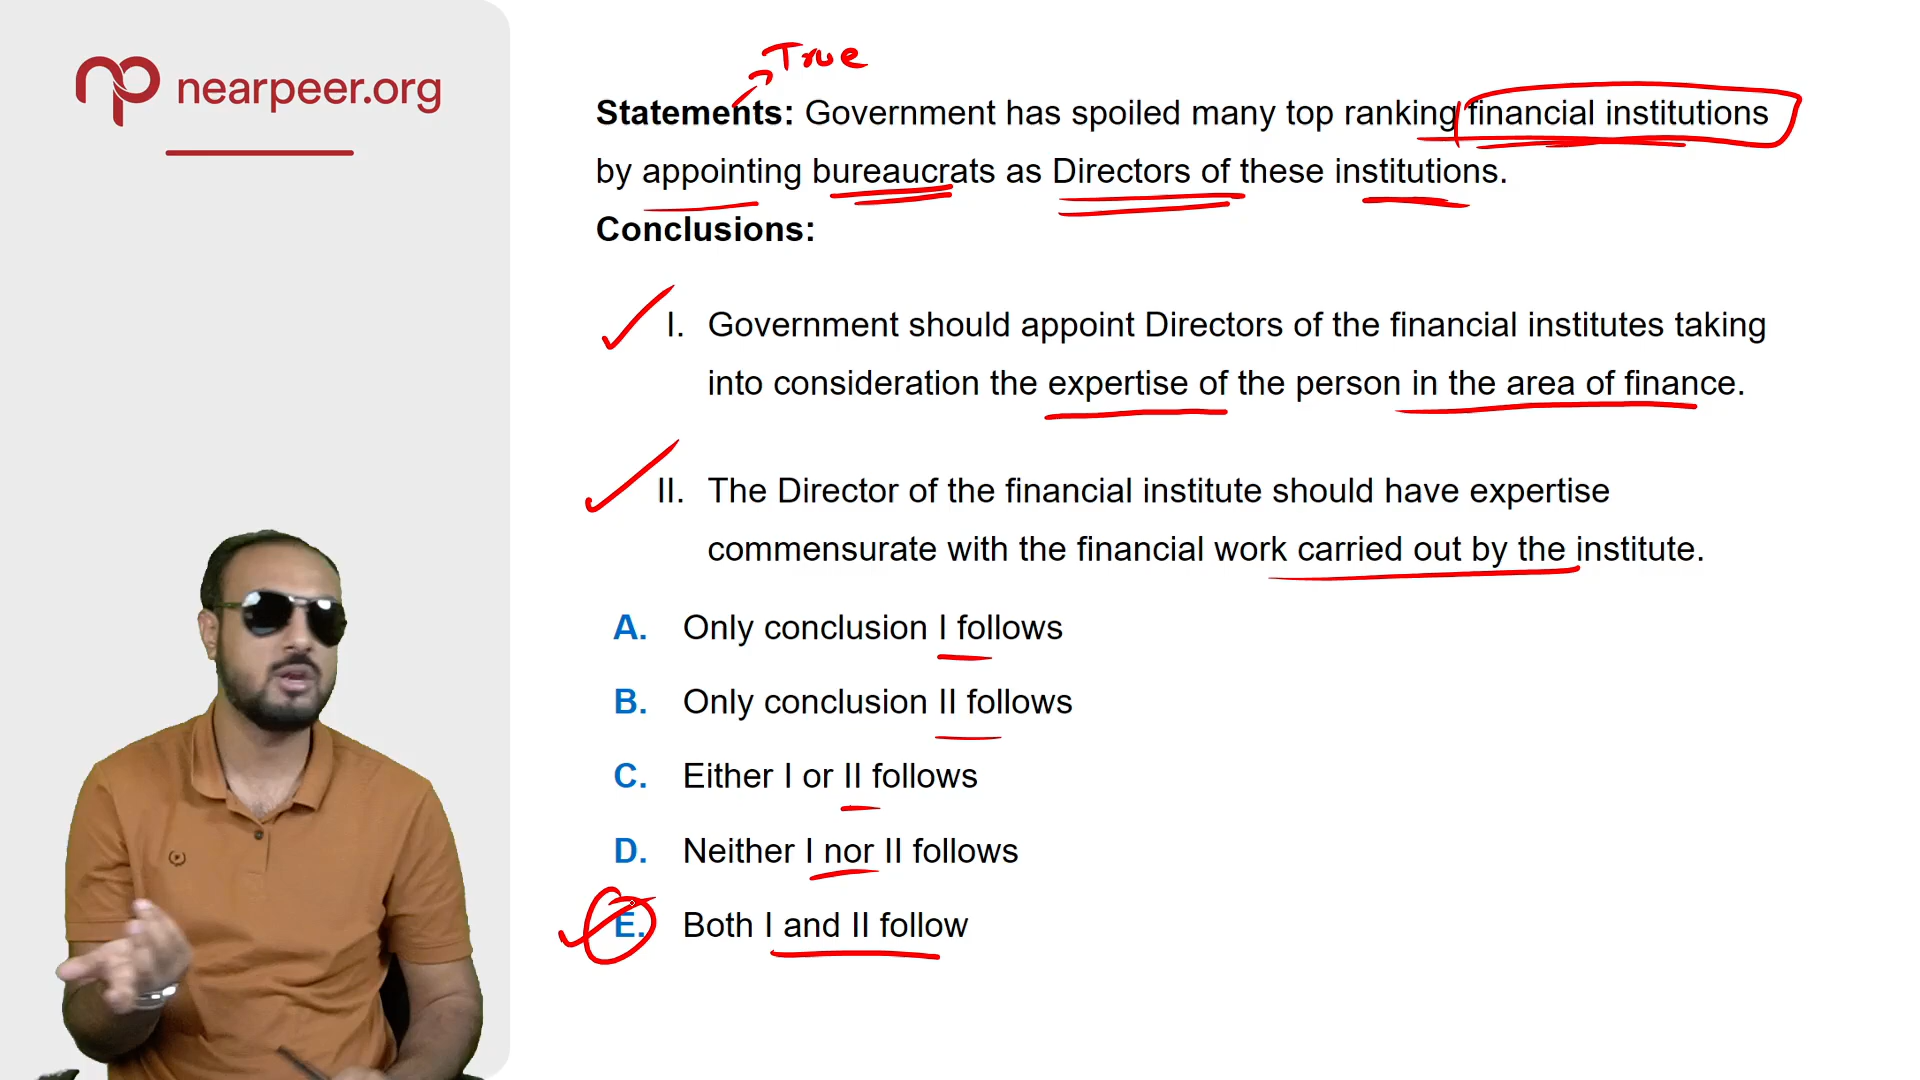 nearpeer.org
True
Statements: Government has spoiled many top ranking financial institutions
by appointing bureaucrats as Directors of these institutions.
Conclusions:
I. Government should appoint Directors of the financial institutes taking
into consideration the expertise of the person in the area of finance.
II. The Director of the financial institute should have expertise
commensurate with the financial work carried out by the institute.
A. Only conclusion I follows
B. Only conclusion II follows
C. Either I or II follows
D. Neither I nor II follows
E. Both I and II follow